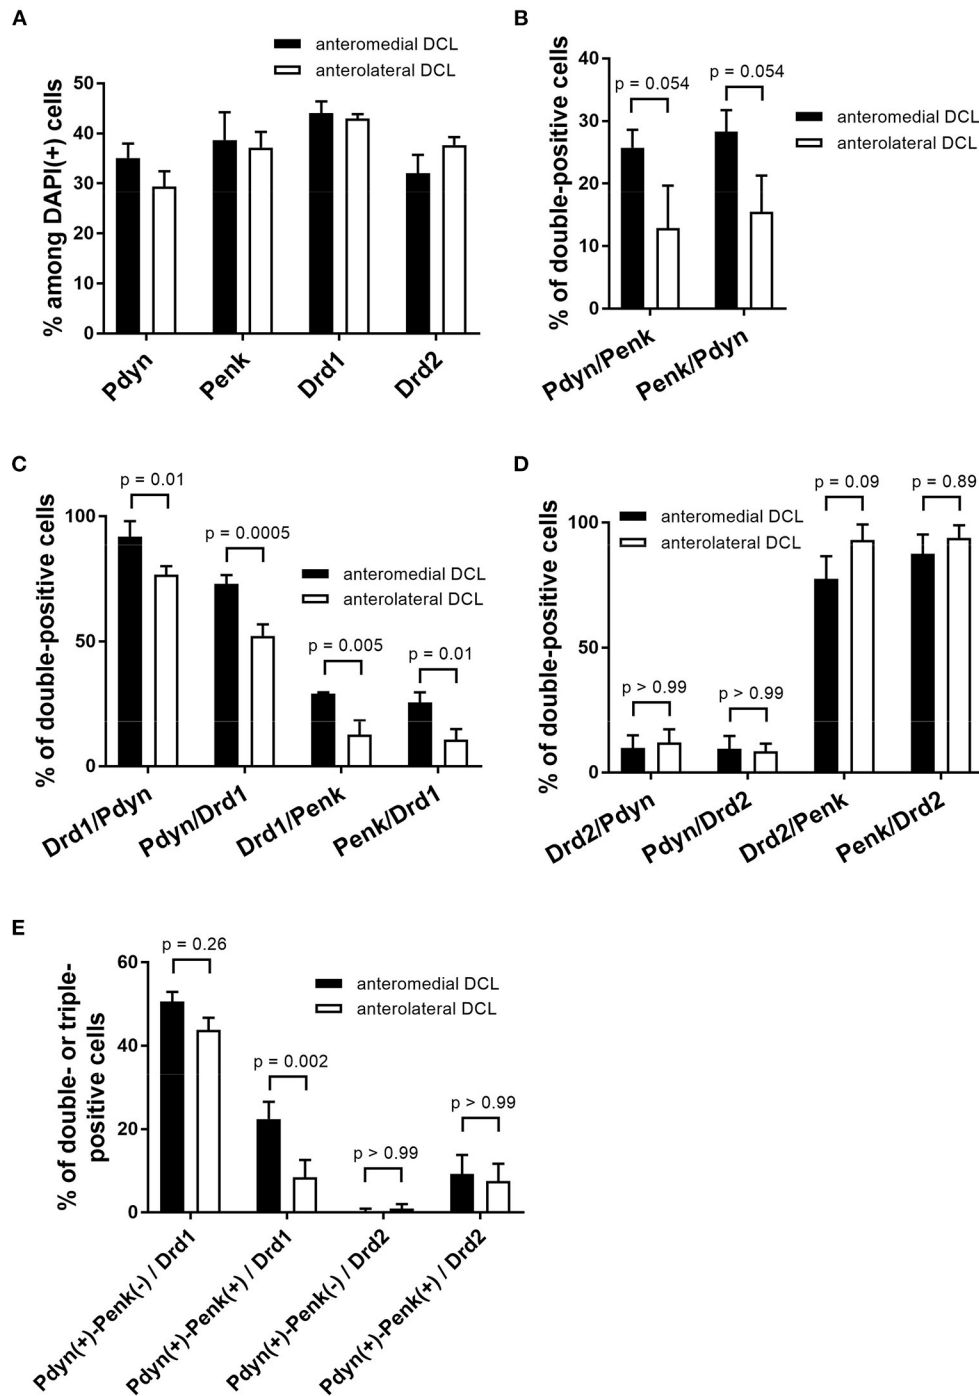 A
anteromedial DCL
anterolateral DCL
% among DAPI(+) cells
50
40
30
20
10
0
Pdyn
Penk
Drd1
Drd2
B
% of double-positive cells
40
30
20
10
0
p = 0.054
p = 0.054
anteromedial DCL
anterolateral DCL
Pdyn/Penk
Penk/Pdyn
C
% of double-positive cells
100
50
0
p = 0.01
p = 0.0005
p = 0.005
p = 0.01
anteromedial DCL
anterolateral DCL
Drd1/Pdyn
Pdyn/Drd1
Drd1/Penk
Penk/Drd1
D
% of double-positive cells
100
50
0
anteromedial DCL
anterolateral DCL
p > 0.99
p > 0.99
p = 0.09
p = 0.89
Drd2/Pdyn
Pdyn/Drd2
Drd2/Penk
Penk/Drd2
E
% of double- or triple-
positive cells
60
40
20
0
p = 0.26
p = 0.002
p > 0.99
p > 0.99
anteromedial DCL
anterolateral DCL
Pdyn(+)-Penk(-) / Drd1
Pdyn(+)-Penk(+) / Drd1
Pdyn(+)-Penk(-) / Drd2
Pdyn(+)-Penk(+) / Drd2